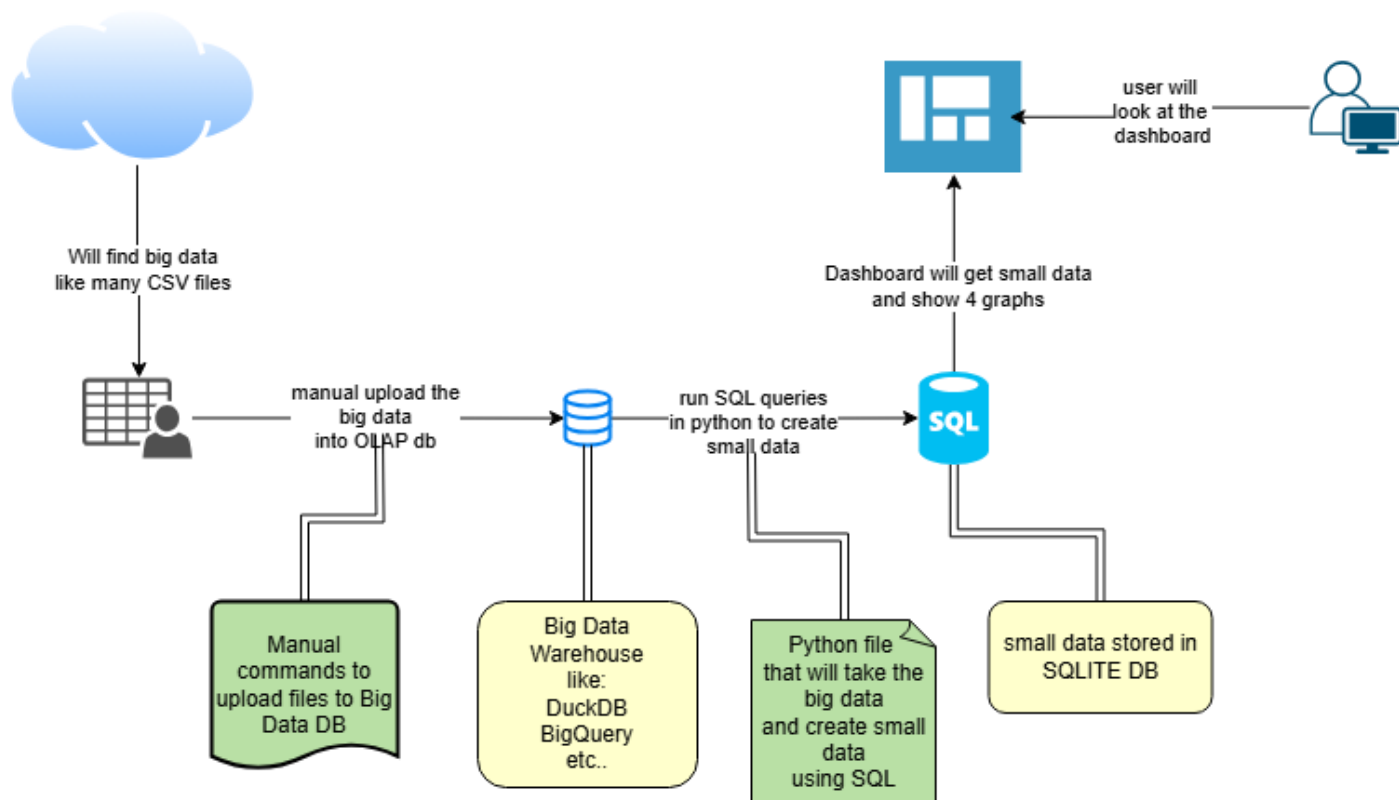 user will
look at the
dashboard
Will find big data
like many CSV files
Dashboard will get small data
and show 4 graphs
manual upload the
big data
into OLAP db
run SQL queries
in python to create
small data
SQL
Manual
commands to
upload files to Big
Data DB
Big Data
Warehouse
like:
DuckDB
BigQuery
etc..
Python file
that will take the
big data
and create small
data
using SQL
small data stored in
SQLITE DB